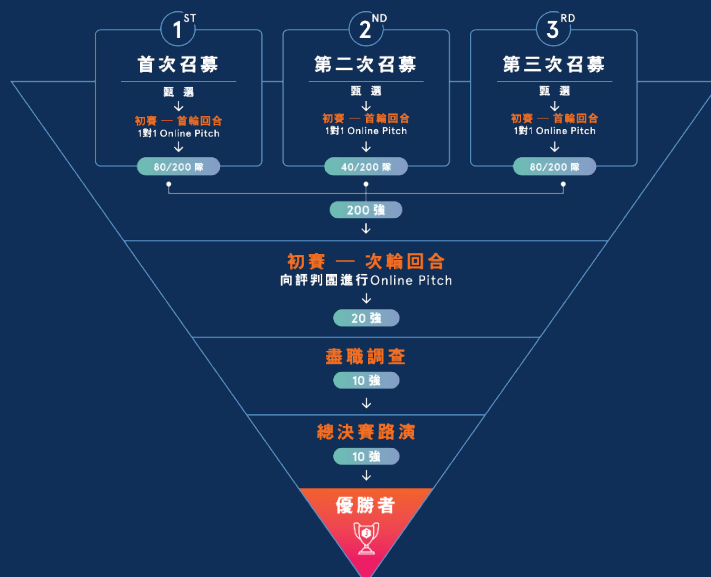 1ST
首次召募
甄選
初賽 — 首輪回合
1對1 Online Pitch
80/200 隊
2ND
第二次召募
甄選
初賽 — 首輪回合
1對1 Online Pitch
40/200 隊
3RD
第三次召募
甄選
初賽 — 首輪回合
1對1 Online Pitch
80/200 隊
200 強
初賽 — 次輪回合
向評判團進行Online Pitch
20 強
盡職調查
10 強
總決賽路演
10 強
優勝者